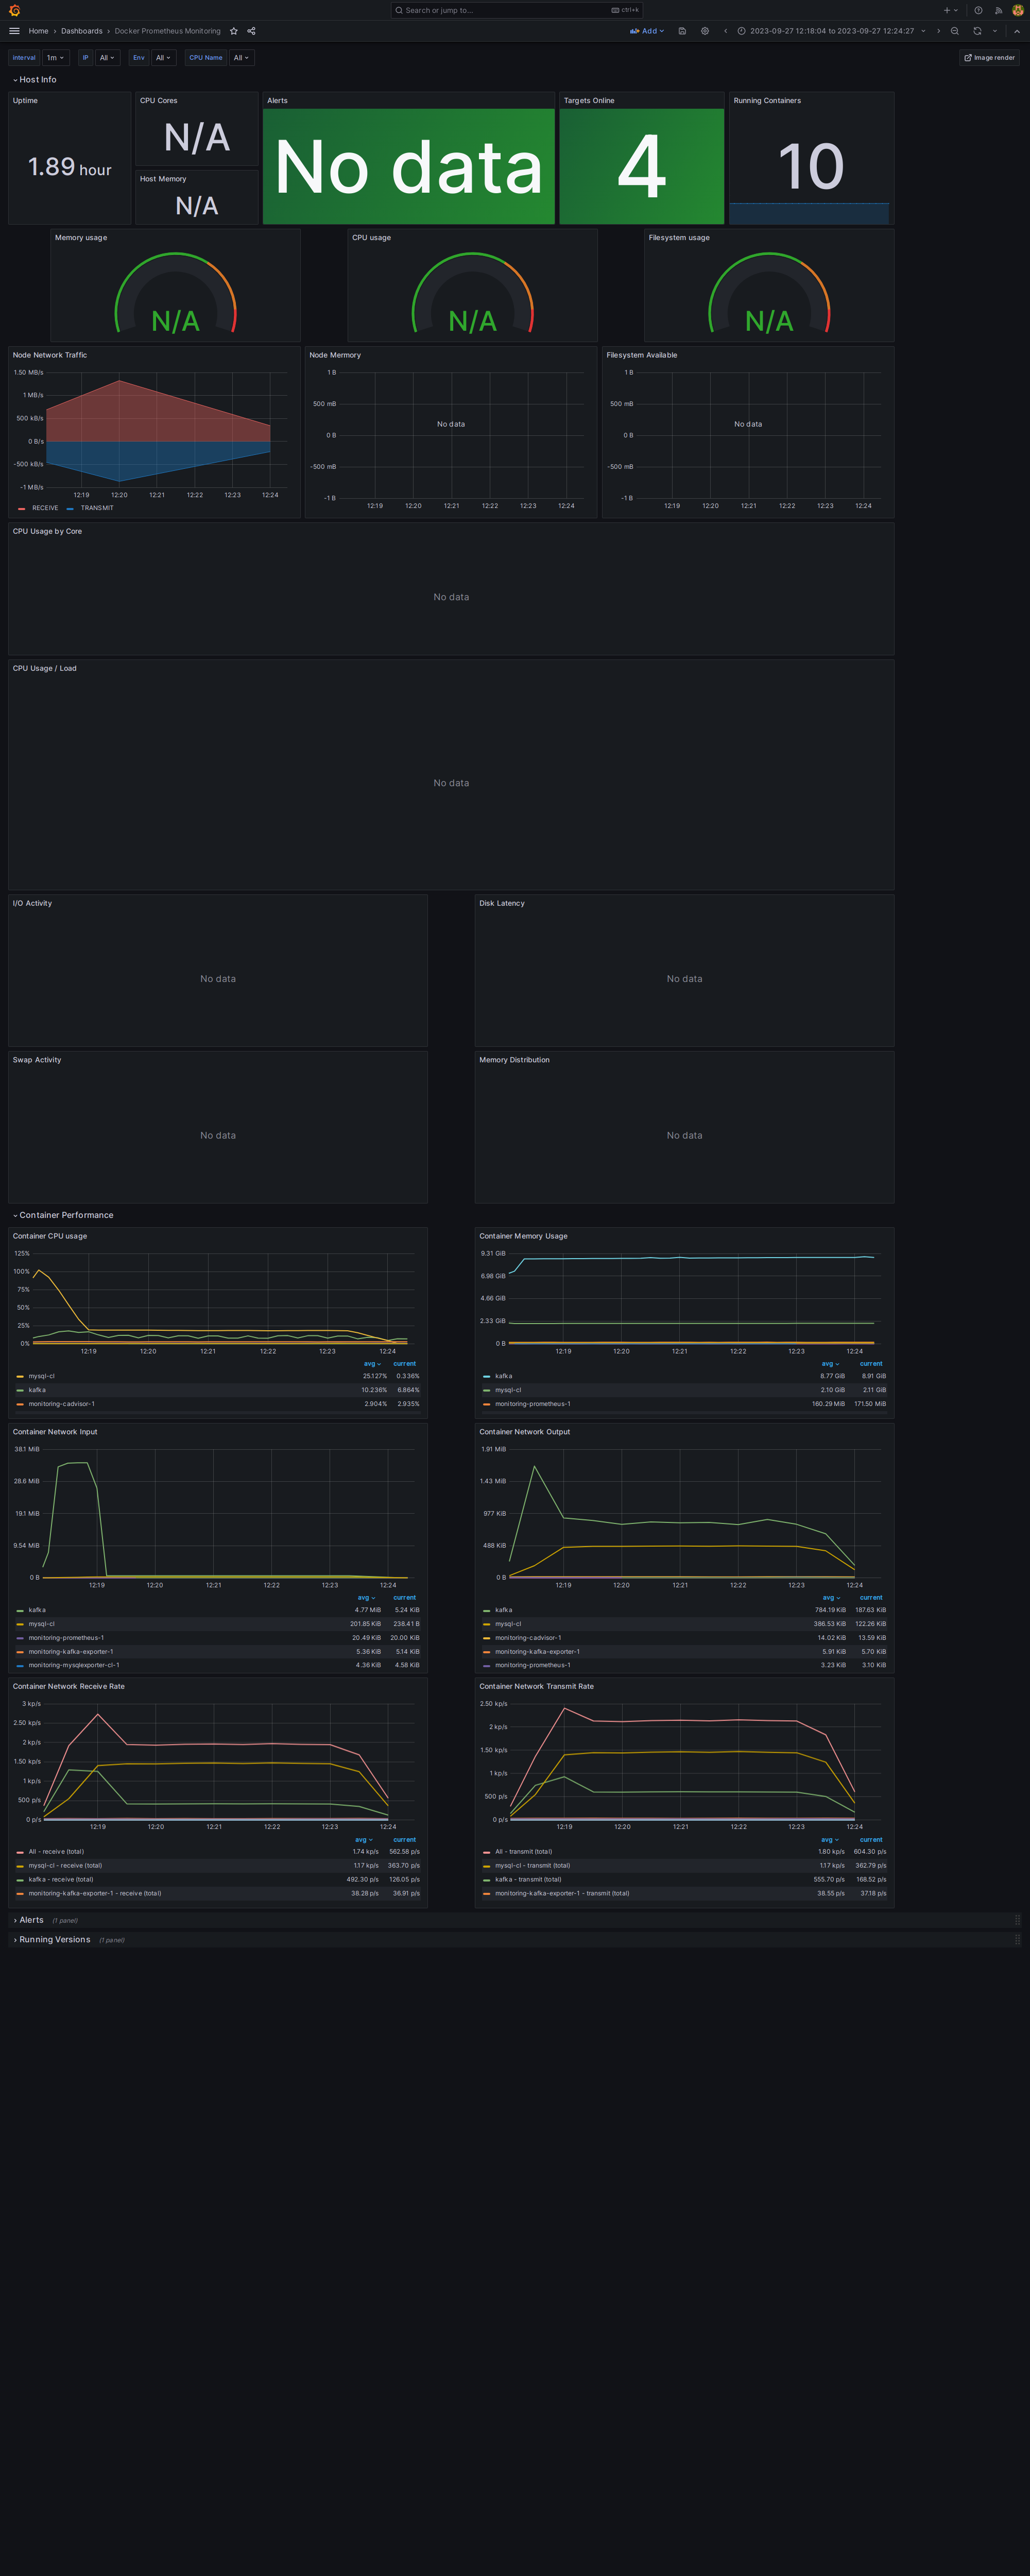 Search or jump to...
ctrl+k
Home › Dashboards › Docker Prometheus Monitoring
Add
2023-09-27 12:18:04 to 2023-09-27 12:24:27
Interval 1m
IP All
Env All
CPU Name All
Image render
Host Info
Uptime
1.89 hour
CPU Cores
N/A
Host Memory
N/A
Alerts
No data
Targets Online
4
Running Containers
10
Memory usage
N/A
CPU usage
N/A
Filesystem usage
N/A
Node Network Traffic
1.50 MB/s
1 MB/s
500 kB/s
0 B/s
-500 kB/s
-1 MB/s
12:19 12:20 12:21 12:22 12:23 12:24
RECEIVE TRANSMIT
Node Mermory
1 B
500 mB
0 B
-500 mB
-1 B
No data
12:19 12:20 12:21 12:22 12:23 12:24
Filesystem Available
1 B
500 mB
0 B
-500 mB
-1 B
No data
12:19 12:20 12:21 12:22 12:23 12:24
CPU Usage by Core
No data
CPU Usage / Load
No data
I/O Activity
No data
Disk Latency
No data
Swap Activity
No data
Memory Distribution
No data
Container Performance
Container CPU usage
125%
100%
75%
50%
25%
0%
12:19 12:20 12:21 12:22 12:23 12:24
avg current
mysql-cl 25.127% 0.336%
kafka 10.236% 6.864%
monitoring-cadvisor-1 2.904% 2.935%
Container Memory Usage
9.31 GiB
6.98 GiB
4.66 GiB
2.33 GiB
0 B
12:19 12:20 12:21 12:22 12:23 12:24
avg current
kafka 8.77 GiB 8.91 GiB
mysql-cl 2.10 GiB 2.11 GiB
monitoring-prometheus-1 160.29 MiB 171.50 MiB
Container Network Input
38.1 MiB
28.6 MiB
19.1 MiB
9.54 MiB
0 B
12:19 12:20 12:21 12:22 12:23 12:24
avg current
kafka 4.77 MiB 5.24 KiB
mysql-cl 201.85 KiB 238.41 B
monitoring-prometheus-1 20.49 KiB 20.00 KiB
monitoring-kafka-exporter-1 5.36 KiB 5.14 KiB
monitoring-mysqlexporter-cl-1 4.36 KiB 4.58 KiB
Container Network Output
1.91 MiB
1.43 MiB
977 KiB
488 KiB
0 B
12:19 12:20 12:21 12:22 12:23 12:24
avg current
kafka 784.19 KiB 187.63 KiB
mysql-cl 386.53 KiB 122.26 KiB
monitoring-cadvisor-1 14.02 KiB 13.59 KiB
monitoring-kafka-exporter-1 5.91 KiB 5.70 KiB
monitoring-prometheus-1 3.23 KiB 3.10 KiB
Container Network Receive Rate
3 kp/s
2.50 kp/s
2 kp/s
1.50 kp/s
1 kp/s
500 p/s
0 p/s
12:19 12:20 12:21 12:22 12:23 12:24
avg current
All - receive (total) 1.74 kp/s 562.58 p/s
mysql-cl - receive (total) 1.17 kp/s 363.70 p/s
kafka - receive (total) 492.30 p/s 126.05 p/s
monitoring-kafka-exporter-1 - receive (total) 38.28 p/s 36.91 p/s
Container Network Transmit Rate
2.50 kp/s
2 kp/s
1.50 kp/s
1 kp/s
500 p/s
0 p/s
12:19 12:20 12:21 12:22 12:23 12:24
avg current
All - transmit (total) 1.80 kp/s 604.30 p/s
mysql-cl - transmit (total) 1.17 kp/s 362.79 p/s
kafka - transmit (total) 555.70 p/s 168.52 p/s
monitoring-kafka-exporter-1 - transmit (total) 38.55 p/s 37.18 p/s
Alerts (1 panel)
Running Versions (1 panel)